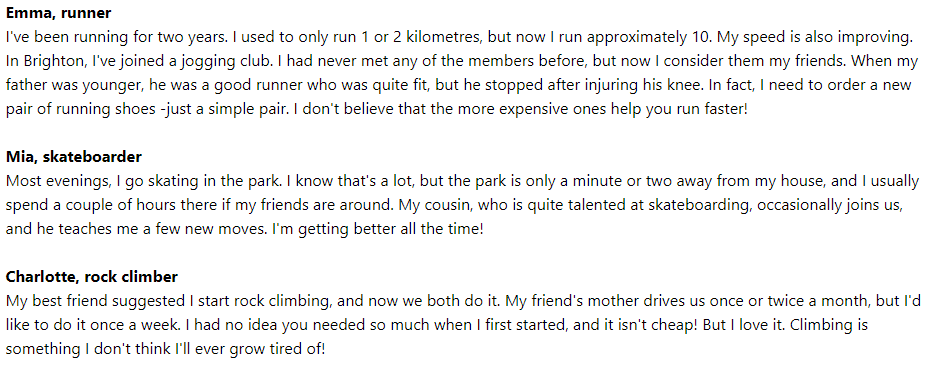 Emma, runner
I've been running for two years. I used to only run 1 or 2 kilometres, but now I run approximately 10. My speed is also improving.
In Brighton, I've joined a jogging club. I had never met any of the members before, but now I consider them my friends. When my
father was younger, he was a good runner who was quite fit, but he stopped after injuring his knee. In fact, I need to order a new
pair of running shoes -just a simple pair. I don't believe that the more expensive ones help you run faster!
Mia, skateboarder
Most evenings, I go skating in the park. I know that's a lot, but the park is only a minute or two away from my house, and I usually
spend a couple of hours there if my friends are around. My cousin, who is quite talented at skateboarding, occasionally joins us,
and he teaches me a few new moves. I'm getting better all the time!
Charlotte, rock climber
My best friend suggested I start rock climbing, and now we both do it. My friend's mother drives us once or twice a month, but I'd
like to do it once a week. I had no idea you needed so much when I first started, and it isn't cheap! But I love it. Climbing is
something I don't think I'll ever grow tired of!